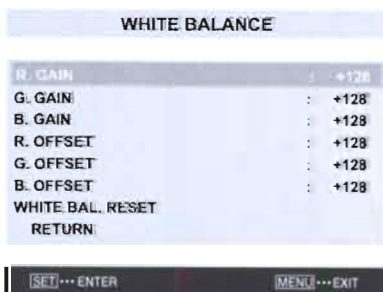 WHITE BALANCE
R. GAIN : +128
G. GAIN : +128
B. GAIN : +128
R. OFFSET : +128
G. OFFSET : +128
B. OFFSET : +128
WHITE BAL. RESET
RETURN
SET ••• ENTER MENU ••• EXIT